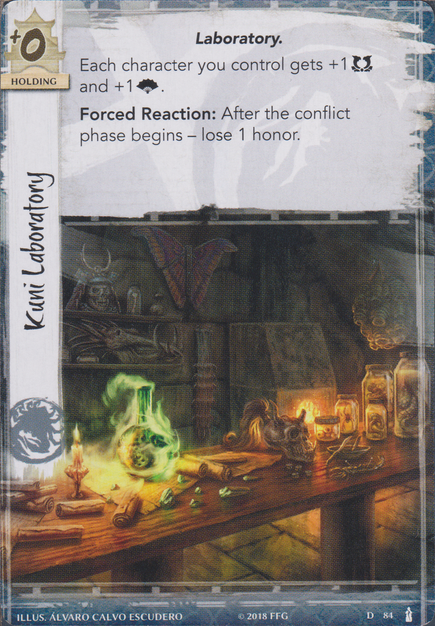 +0
HOLDING
Laboratory.
Each character you control gets +1
and +1 .
Forced Reaction: After the conflict
phase begins – lose 1 honor.
Kuni Laboratory
ILLUS. ÁLVARO CALVO ESCUDERO
© 2018 FFG
D 84